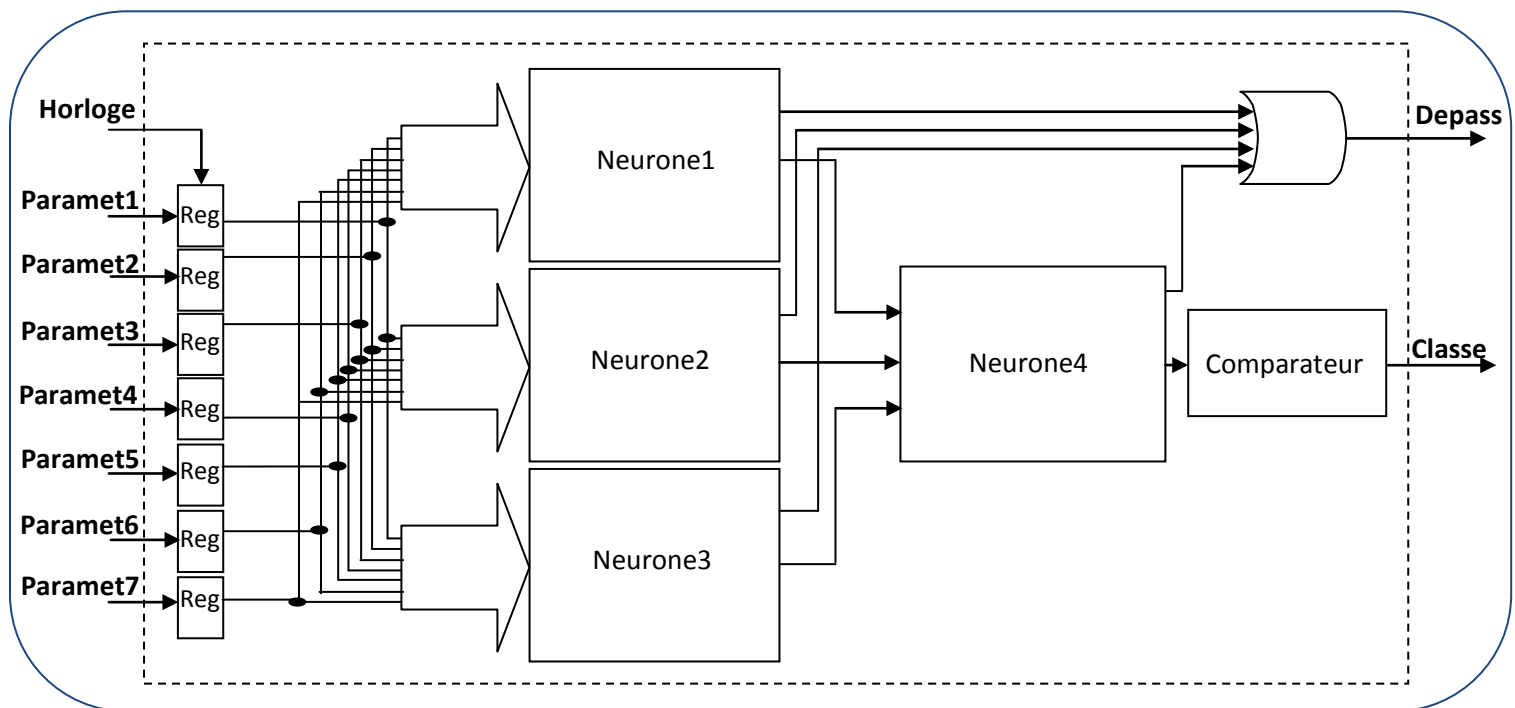 Horloge
Paramet1
Reg
Paramet2
Reg
Paramet3
Reg
Paramet4
Reg
Paramet5
Reg
Paramet6
Reg
Paramet7
Reg
Neurone1
Neurone2
Neurone3
Neurone4
Comparateur
Depass
Classe